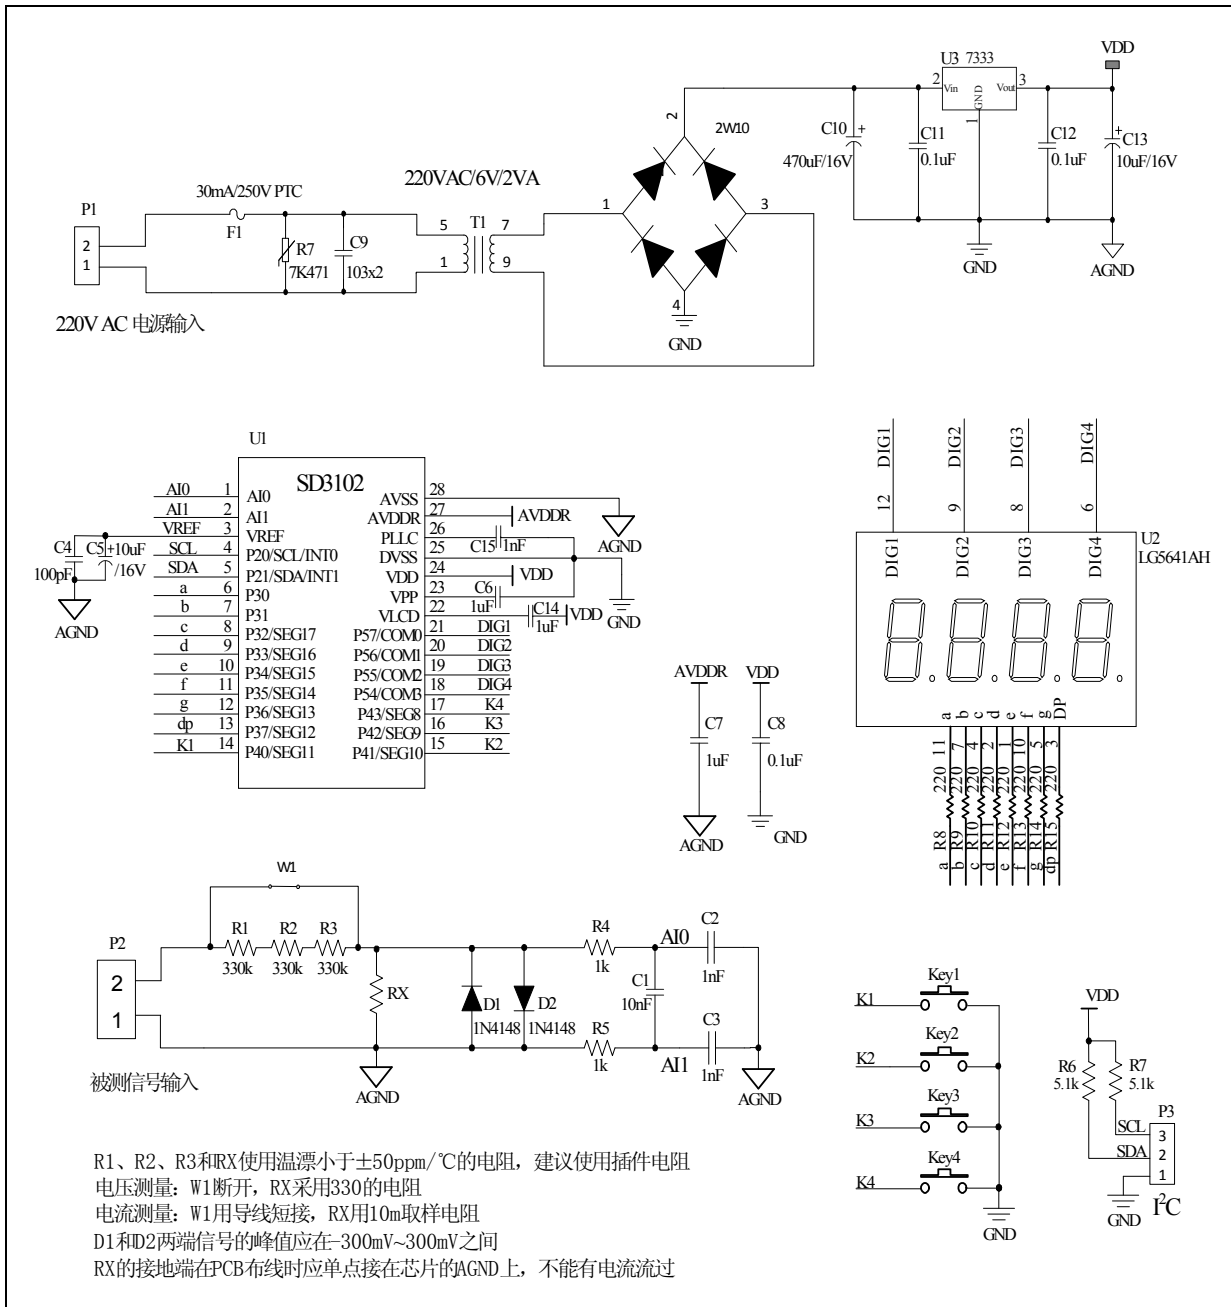 VDD
U3 7333
2 Vin Vout 3
GND
1
2
2W10
C10
470uF/16V
+
C11
0.1uF
C12
0.1uF
+
C13
10uF/16V
220VAC/6V/2VA
30mA/250V PTC
P1
F1
2
1
R7
7K471
C9
103x2
5 T1 7
1 9
1
3
4
GND
GND
AGND
220V AC 电源输入
U1
SD3102
AI0 1 AI0
AI1 2 AI1
VREF 3 VREF
SCL 4 P20/SCL/INT0
SDA 5 P21/SDA/INT1
a 6 P30
b 7 P31
c 8 P32/SEG17
d 9 P33/SEG16
e 10 P34/SEG15
f 11 P35/SEG14
g 12 P36/SEG13
dp 13 P37/SEG12
K1 14 P40/SEG11
AVSS 28
AVDDR 27 AVDDR
PLLC 26
DVSS 25
VDD 24 VDD
VPP 23
VLCD 22
P57/COM0 21 DIG1
P56/COM1 20 DIG2
P55/COM2 19 DIG3
P54/COM3 18 DIG4
P43/SEG8 17 K4
P42/SEG9 16 K3
P41/SEG10 15 K2
C4
100pF
C5
+10uF
/16V
AGND
C15 1nF
C6
1uF
C14
1uF
VDD
AGND
GND
AVDDR
C7
1uF
AGND
VDD
C8
0.1uF
GND
DIG1
DIG2
DIG3
DIG4
12
9
8
6
DIG1
DIG2
DIG3
DIG4
U2
LG5641AH
a
b
c
d
e
f
g
DP
a R8 220 11
b R9 220 7
c R10 220 4
d R11 220 2
e R12 220 1
f R13 220 10
g R14 220 5
dp R15 220 3
W1
P2
2
1
R1 R2 R3
330k 330k 330k
RX
D1
1N4148
D2
1N4148
R4
1k
R5
1k
AI0
AI1
C1
10nF
C2
1nF
C3
1nF
AGND
AGND
被测信号输入
Key1
K1
Key2
K2
Key3
K3
Key4
K4
GND
VDD
R6
5.1k
R7
5.1k
P3
SCL 3
SDA 2
1
GND
I²C
R1、R2、R3和RX使用温漂小于±50ppm/℃的电阻，建议使用插件电阻
电压测量：W1断开，RX采用330的电阻
电流测量：W1用导线短接，RX用10m取样电阻
D1和D2两端信号的峰值应在-300mV~300mV之间
RX的接地端在PCB布线时应单点接在芯片的AGND上，不能有电流流过